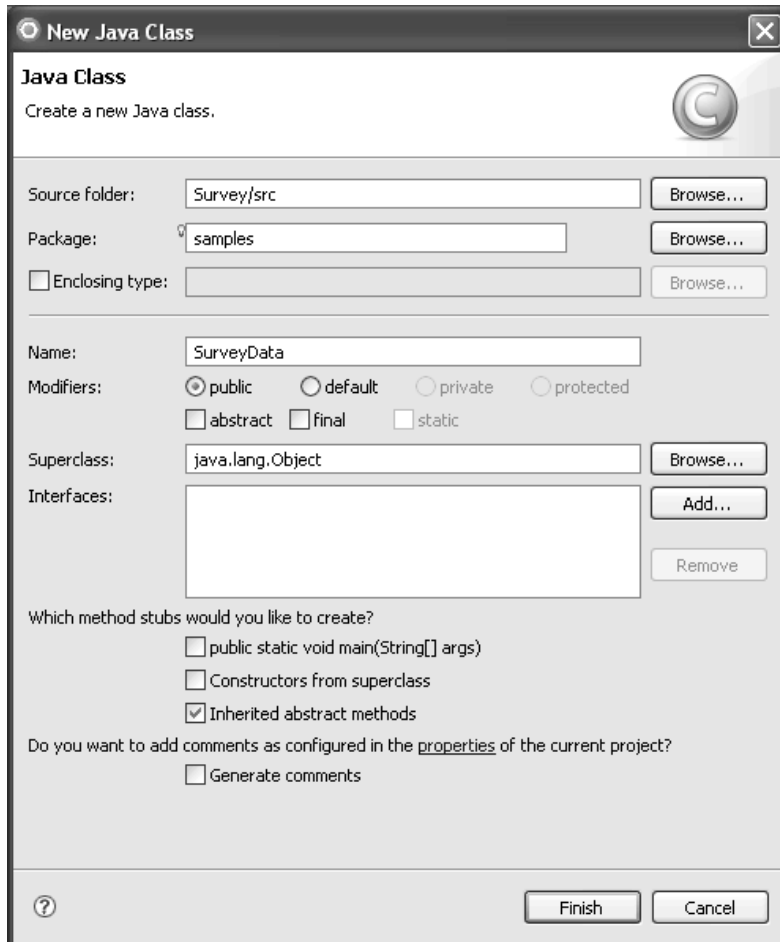 New Java Class
Java Class
Create a new Java class.
Source folder: Survey/src Browse...
Package: samples Browse...
Enclosing type: Browse...
Name: SurveyData
Modifiers: public default private protected
abstract final static
Superclass: java.lang.Object Browse...
Interfaces: Add...
Remove
Which method stubs would you like to create?
public static void main(String[] args)
Constructors from superclass
Inherited abstract methods
Do you want to add comments as configured in the properties of the current project?
Generate comments
? Finish Cancel